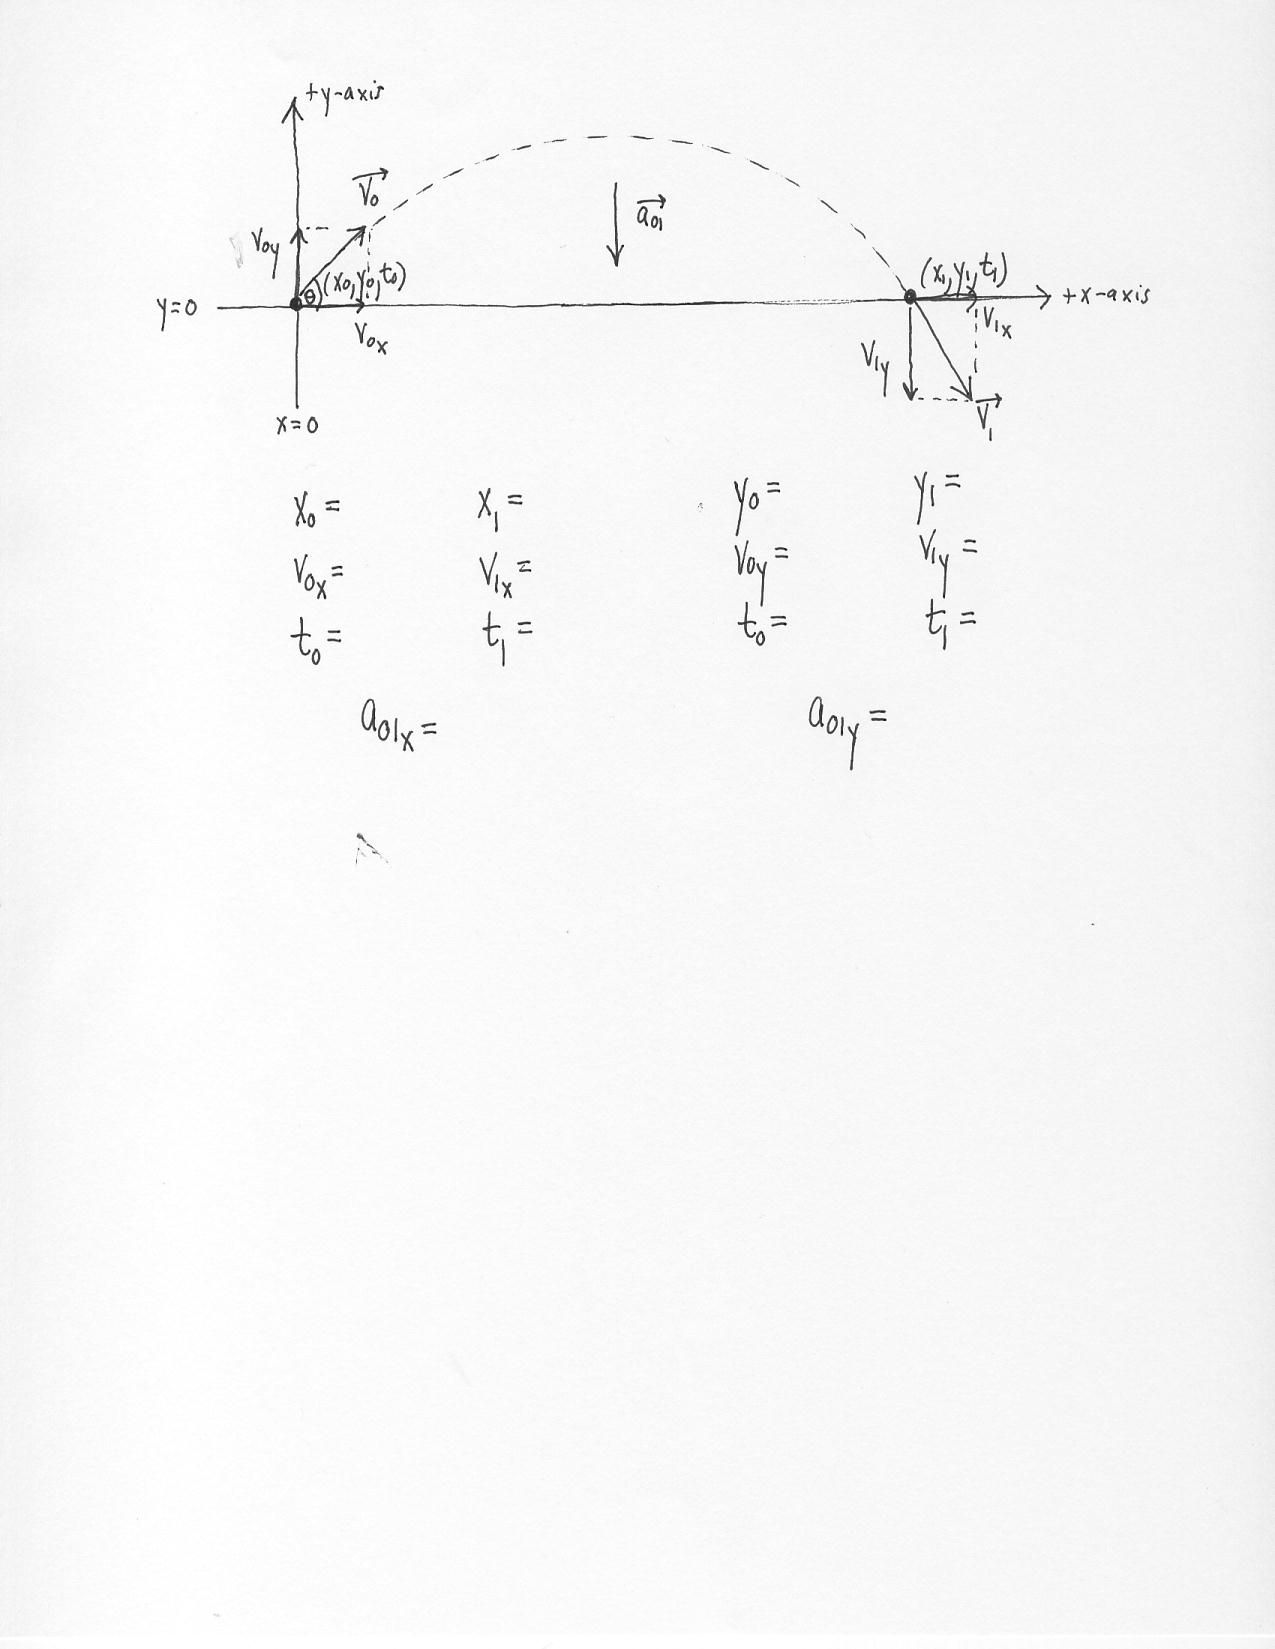 +y-axis
V₀
a₀₁
V₀y
θ
(x₀, y₀, t₀)
(x₁, y₁, t₁)
y=0
+x-axis
V₀x
V₁x
V₁y
V₁
x=0
x₀ = x₁ = y₀ = y₁ =
V₀x = V₁x = V₀y = V₁y =
t₀ = t₁ = t₀ = t₁ =
a₀₁x = a₀₁y =